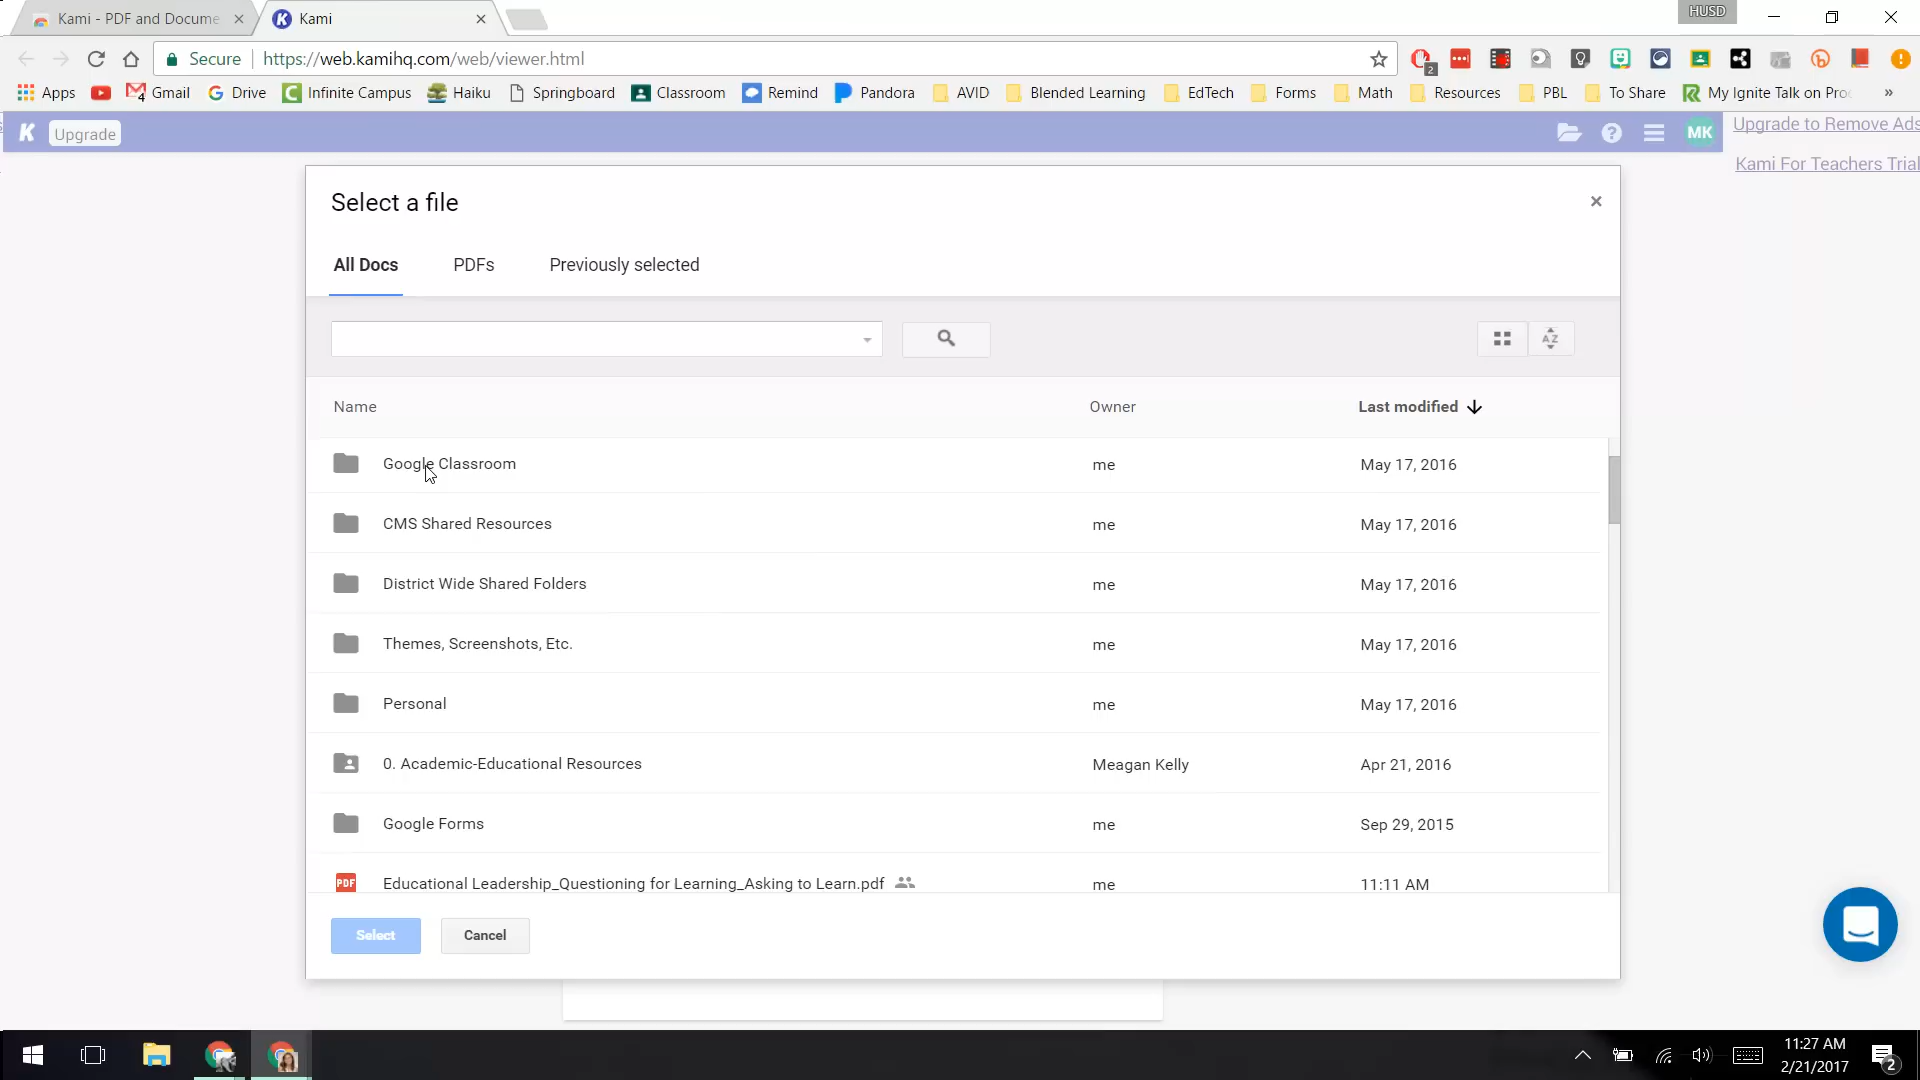 Kami - PDF and Docume
Kami
HUSD
Secure
https://web.kamihq.com/web/viewer.html
2
Apps
4
Gmail
Drive
Infinite Campus
Haiku
Springboard
Classroom
Remind
Pandora
AVID
Blended Learning
EdTech
Forms
Math
Resources
PBL
To Share
My Ignite Talk on Pro
»
K
Upgrade
MK
Upgrade to Remove Ads
Kami For Teachers Trial
Select a file
All Docs
PDFs
Previously selected
AZ
Name
Owner
Last modified
Google Classroom
me
May 17, 2016
CMS Shared Resources
me
May 17, 2016
District Wide Shared Folders
me
May 17, 2016
Themes, Screenshots, Etc.
me
May 17, 2016
Personal
me
May 17, 2016
0. Academic-Educational Resources
Meagan Kelly
Apr 21, 2016
Google Forms
me
Sep 29, 2015
PDF
Educational Leadership_Questioning for Learning_Asking to Learn.pdf
me
11:11 AM
Select
Cancel
11:27 AM
2/21/2017
2